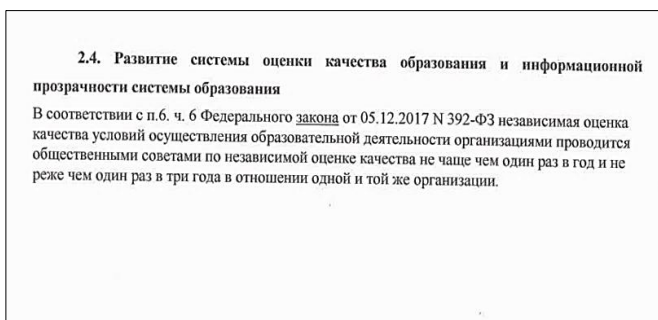 2.4. Развитие системы оценки качества образования и информационной
прозрачности системы образования
В соответствии с п.6. ч. 6 Федерального закона от 05.12.2017 N 392-ФЗ независимая оценка
качества условий осуществления образовательной деятельности организациями проводится
общественными советами по независимой оценке качества не чаще чем один раз в год и не
реже чем один раз в три года в отношении одной и той же организации.